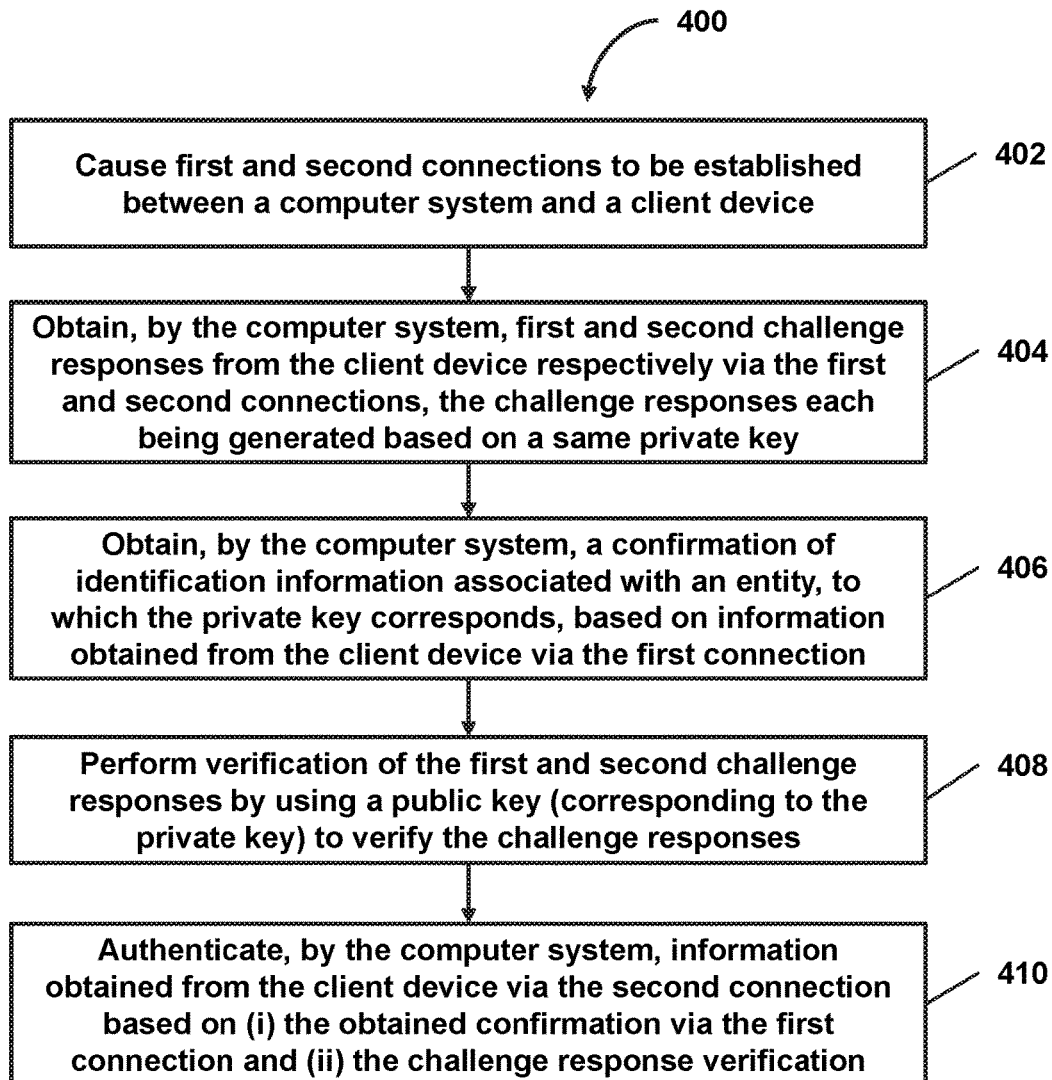 400
Cause first and second connections to be established
between a computer system and a client device
402
Obtain, by the computer system, first and second challenge
responses from the client device respectively via the first
and second connections, the challenge responses each
being generated based on a same private key
404
Obtain, by the computer system, a confirmation of
identification information associated with an entity, to
which the private key corresponds, based on information
obtained from the client device via the first connection
406
Perform verification of the first and second challenge
responses by using a public key (corresponding to the
private key) to verify the challenge responses
408
Authenticate, by the computer system, information
obtained from the client device via the second connection
based on (i) the obtained confirmation via the first
connection and (ii) the challenge response verification
410